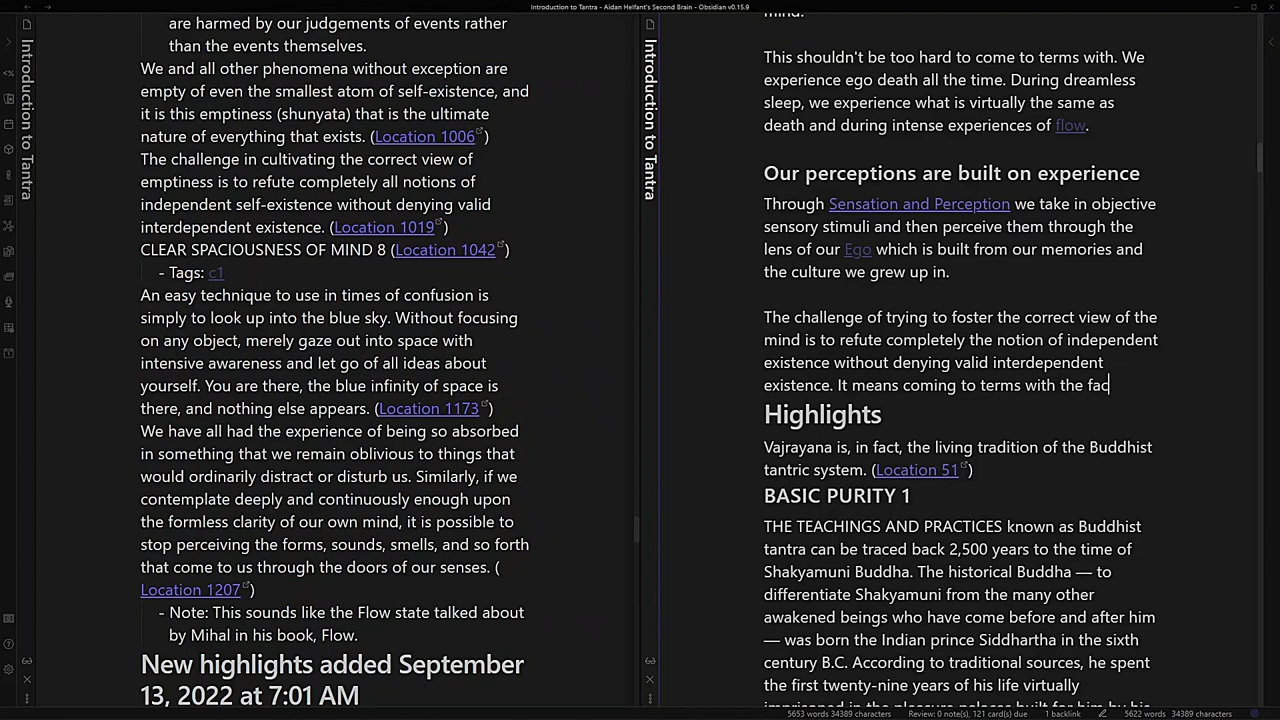 Introduction to Tantra - Aidan Helfant's Second Brain - Obsidian v0.15.9
Introduction to Tantra
are harmed by our judgements of events rather
than the events themselves.
We and all other phenomena without exception are
empty of even the smallest atom of self-existence, and
it is this emptiness (shunyata) that is the ultimate
nature of everything that exists. (Location 1006)
The challenge in cultivating the correct view of
emptiness is to refute completely all notions of
independent self-existence without denying valid
interdependent existence. (Location 1019)
CLEAR SPACIOUSNESS OF MIND 8 (Location 1042)
- Tags: c1
An easy technique to use in times of confusion is
simply to look up into the blue sky. Without focusing
on any object, merely gaze out into space with
intensive awareness and let go of all ideas about
yourself. You are there, the blue infinity of space is
there, and nothing else appears. (Location 1173)
We have all had the experience of being so absorbed
in something that we remain oblivious to things that
would ordinarily distract or disturb us. Similarly, if we
contemplate deeply and continuously enough upon
the formless clarity of our own mind, it is possible to
stop perceiving the forms, sounds, smells, and so forth
that come to us through the doors of our senses. (
Location 1207)
- Note: This sounds like the Flow state talked about
by Mihal in his book, Flow.
New highlights added September
13, 2022 at 7:01 AM
Introduction to Tantra
mind.
This shouldn't be too hard to come to terms with. We
experience ego death all the time. During dreamless
sleep, we experience what is virtually the same as
death and during intense experiences of flow.
Our perceptions are built on experience
Through Sensation and Perception we take in objective
sensory stimuli and then perceive them through the
lens of our Ego which is built from our memories and
the culture we grew up in.
The challenge of trying to foster the correct view of the
mind is to refute completely the notion of independent
existence without denying valid interdependent
existence. It means coming to terms with the fac
Highlights
Vajrayana is, in fact, the living tradition of the Buddhist
tantric system. (Location 51)
BASIC PURITY 1
THE TEACHINGS AND PRACTICES known as Buddhist
tantra can be traced back 2,500 years to the time of
Shakyamuni Buddha. The historical Buddha — to
differentiate Shakyamuni from the many other
awakened beings who have come before and after him
— was born the Indian prince Siddhartha in the sixth
century B.C. According to traditional sources, he spent
the first twenty-nine years of his life virtually
imprisoned in the pleasure palaces built for him by his
5653 words 34389 characters Review: 0 note(s), 121 card(s) due 1 backlink 5622 words 34389 characters